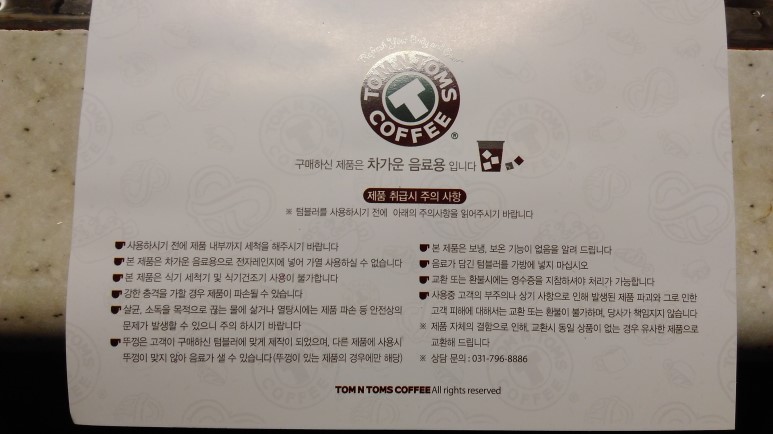 TOM N TOMS COFFEE
T
®
구매하신 제품은 차가운 음료용 입니다
제품 취급시 주의 사항
※ 텀블러를 사용하시기 전에 아래의 주의사항을 읽어주시기 바랍니다
사용하시기 전에 제품 내부까지 세척을 해주시기 바랍니다
본 제품은 차가운 음료용으로 전자레인지에 넣어 가열 사용하실 수 없습니다
본 제품은 식기 세척기 및 식기건조기 사용이 불가합니다
강한 충격을 가할 경우 제품이 파손될 수 있습니다
살균, 소독을 목적으로 끓는 물에 삶거나 열탕시에는 제품 파손 등 안전상의
문제가 발생할 수 있으니 주의 하시기 바랍니다
뚜껑은 고객이 구매하신 텀블러에 맞게 제작이 되었으며, 다른 제품에 사용시
뚜껑이 맞지 않아 음료가 샐 수 있습니다(뚜껑이 있는 제품의 경우에만 해당)
본 제품은 보냉, 보온 기능이 없음을 알려 드립니다
음료가 담긴 텀블러를 가방에 넣지 마십시오
교환 또는 환불시에는 영수증을 지참하셔야 처리가 가능합니다
사용중 고객의 부주의나 상기 사항으로 인해 발생된 제품 파괴와 그로 인한
고객 피해에 대해서는 교환 또는 환불이 불가하며, 당사가 책임지지 않습니다
※ 제품 자체의 결함으로 인해, 교환시 동일 상품이 없는 경우 유사한 제품으로
교환해 드립니다
※ 상담 문의 : 031-796-8886
TOM N TOMS COFFEE All rights reserved